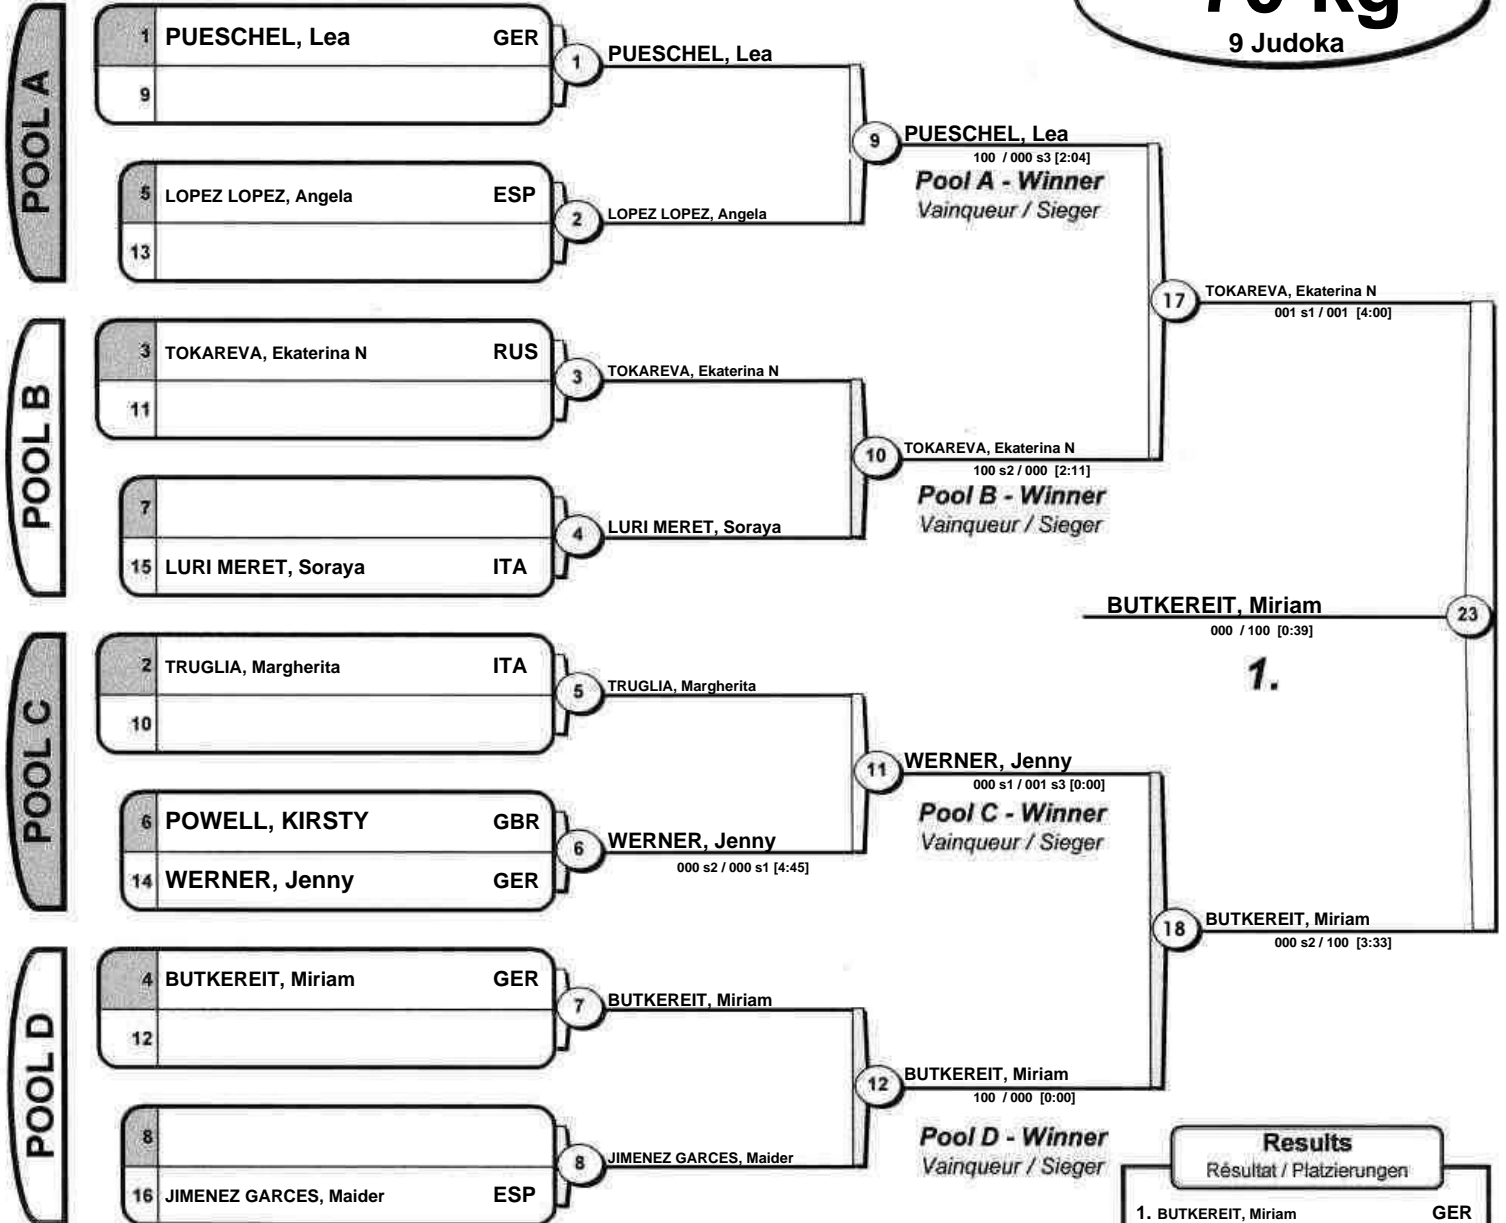 70 kg
9 Judoka
POOL A
1 PUESCHEL, Lea GER
9
1
PUESCHEL, Lea
5 LOPEZ LOPEZ, Angela ESP
13
2
LOPEZ LOPEZ, Angela
9
PUESCHEL, Lea
100 / 000 s3 [2:04]
Pool A - Winner
Vainqueur / Sieger
POOL B
3 TOKAREVA, Ekaterina N RUS
11
3
TOKAREVA, Ekaterina N
7
15 LURI MERET, Soraya ITA
4
LURI MERET, Soraya
10
TOKAREVA, Ekaterina N
100 s2 / 000 [2:11]
Pool B - Winner
Vainqueur / Sieger
17
TOKAREVA, Ekaterina N
001 s1 / 001 [4:00]
BUTKEREIT, Miriam
23
000 / 100 [0:39]
1.
POOL C
2 TRUGLIA, Margherita ITA
10
5
TRUGLIA, Margherita
6 POWELL, KIRSTY GBR
14 WERNER, Jenny GER
6
WERNER, Jenny
000 s2 / 000 s1 [4:45]
11
WERNER, Jenny
000 s1 / 001 s3 [0:00]
Pool C - Winner
Vainqueur / Sieger
POOL D
4 BUTKEREIT, Miriam GER
12
7
BUTKEREIT, Miriam
8
16 JIMENEZ GARCES, Maider ESP
8
JIMENEZ GARCES, Maider
12
BUTKEREIT, Miriam
100 / 000 [0:00]
Pool D - Winner
Vainqueur / Sieger
18
BUTKEREIT, Miriam
000 s2 / 100 [3:33]
Results
Résultat / Platzierungen
1. BUTKEREIT, Miriam GER